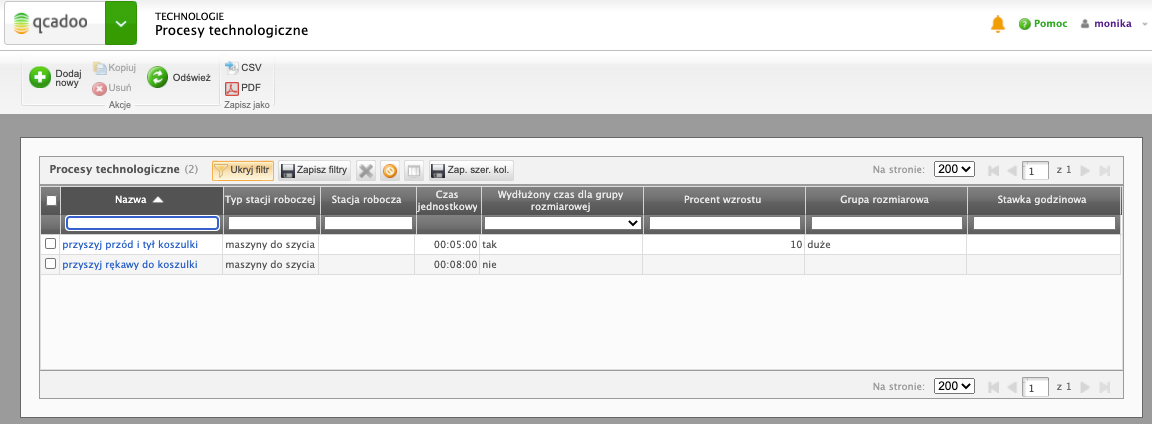 qcadoo
TECHNOLOGIE
Procesy technologiczne
Pomoc
monika
Dodaj nowy
Kopiuj
Usuń
Akcje
Odśwież
CSV
PDF
Zapisz jako
Procesy technologiczne (2)
Ukryj filtr
Zapisz filtry
Zap. szer. kol.
Na stronie: 200 1 z 1
Nazwa Typ stacji roboczej Stacja robocza Czas jednostkowy Wydłużony czas dla grupy rozmiarowej Procent wzrostu Grupa rozmiarowa Stawka godzinowa
przyszyj przód i tył koszulki maszyny do szycia 00:05:00 tak 10 duże
przyszyj rękawy do koszulki maszyny do szycia 00:08:00 nie
Na stronie: 200 1 z 1